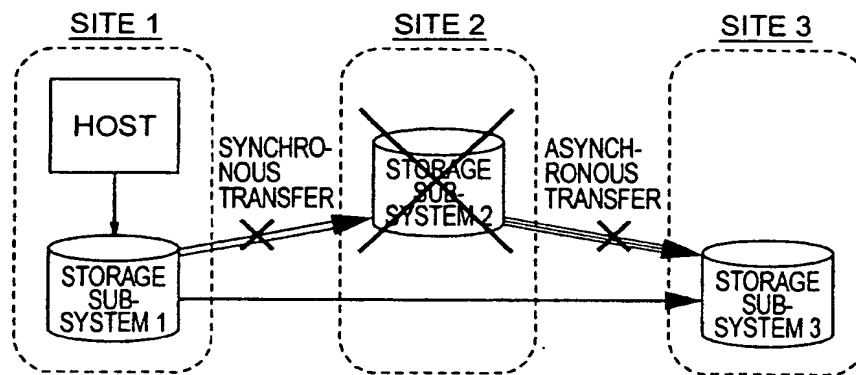 SITE 1
SITE 2
SITE 3
HOST
SYNCHRO-
NOUS
TRANSFER
STORAGE
SUB-
SYSTEM 2
ASYNCH-
RONOUS
TRANSFER
STORAGE
SUB-
SYSTEM 1
STORAGE
SUB-
SYSTEM 3